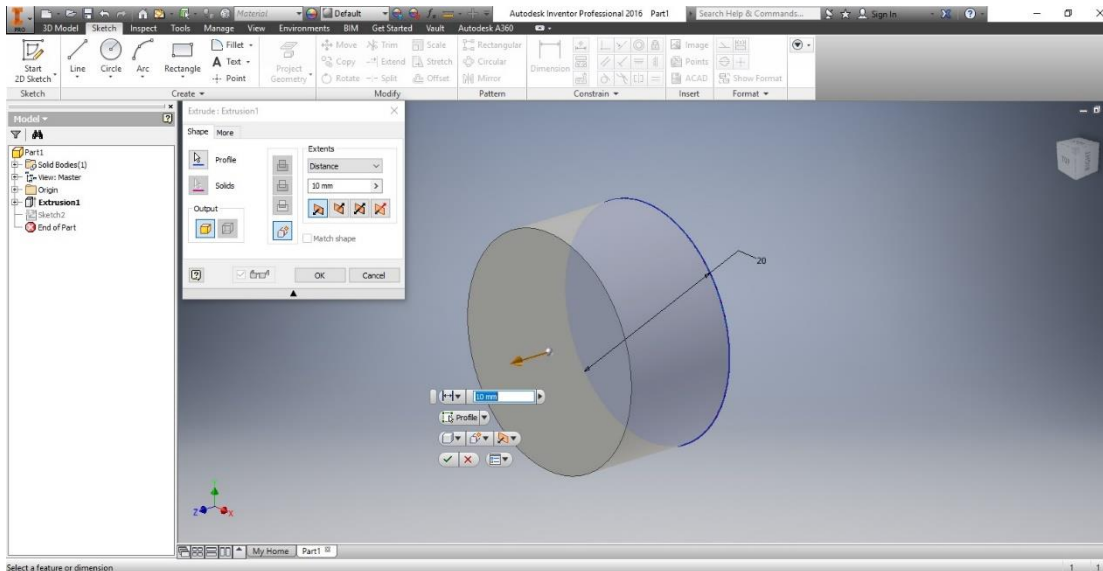 Material
Default
Autodesk Inventor Professional 2016 Part1
Search Help & Commands...
Sign In
PRO
3D Model Sketch Inspect Tools Manage View Environments BIM Get Started Vault Autodesk A360
Start
2D Sketch
Line
Circle
Arc
Rectangle
Fillet
Text
Point
Project
Geometry
Move
Trim
Scale
Copy
Extend
Stretch
Rotate
Split
Offset
Rectangular
Circular
Mirror
Dimension
Image
Points
ACAD
Show Format
Sketch
Create
Modify
Pattern
Constrain
Insert
Format
Model
Part1
Solid Bodies(1)
View: Master
Origin
Extrusion1
Sketch2
End of Part
Extrude : Extrusion1
Shape More
Profile
Solids
Output
Extents
Distance
10 mm
Match shape
OK
Cancel
20
10 mm
Profile
Y
Z
X
My Home
Part1
Select a feature or dimension
1 1